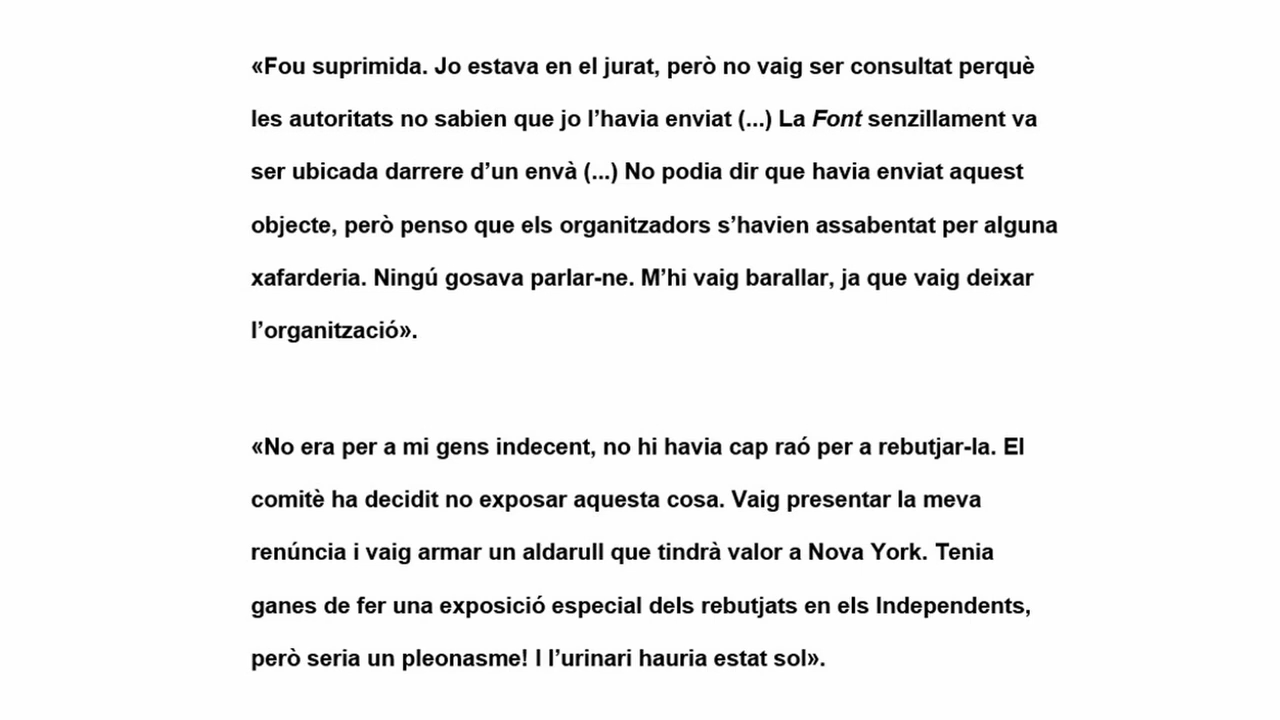 «Fou suprimida. Jo estava en el jurat, però no vaig ser consultat perquè
les autoritats no sabien que jo l’havia enviat (...) La Font senzillament va
ser ubicada darrere d’un envà (...) No podia dir que havia enviat aquest
objecte, però penso que els organitzadors s’havien assabentat per alguna
xafarderia. Ningú gosava parlar-ne. M’hi vaig barallar, ja que vaig deixar
l’organització».
«No era per a mi gens indecent, no hi havia cap raó per a rebutjar-la. El
comitè ha decidit no exposar aquesta cosa. Vaig presentar la meva
renúncia i vaig armar un aldarull que tindrà valor a Nova York. Tenia
ganes de fer una exposició especial dels rebutjats en els Independents,
però seria un pleonasme! I l’urinari hauria estat sol».